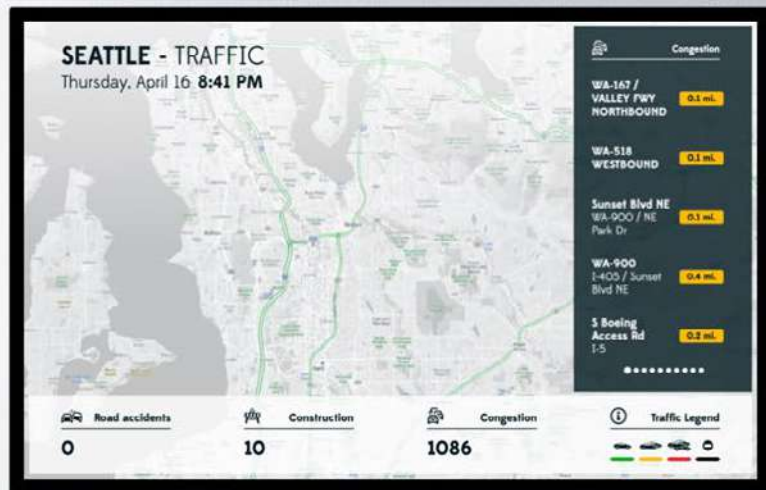 SEATTLE - TRAFFIC
Thursday, April 16 8:41 PM
Congestion
WA-167 /
VALLEY FWY
NORTHBOUND
0.1 mi.
WA-518
WESTBOUND
0.1 mi.
Sunset Blvd NE
WA-900 / NE
Park Dr
0.1 mi.
WA-900
I-405 / Sunset
Blvd NE
0.4 mi.
S Boeing
Access Rd
I-5
0.2 mi.
Road accidents
0
Construction
10
Congestion
1086
Traffic Legend